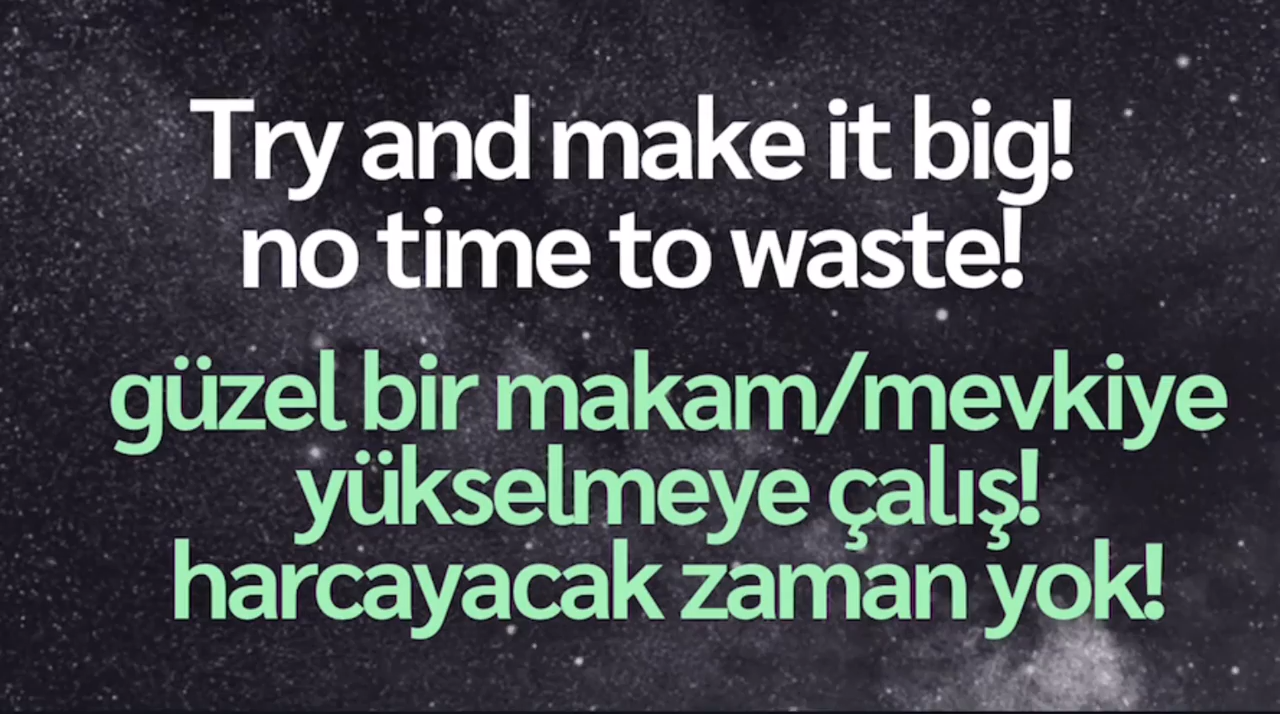 Try and make it big!
no time to waste!
güzel bir makam/mevkiye
yükselmeye çalış!
harcayacak zaman yok!